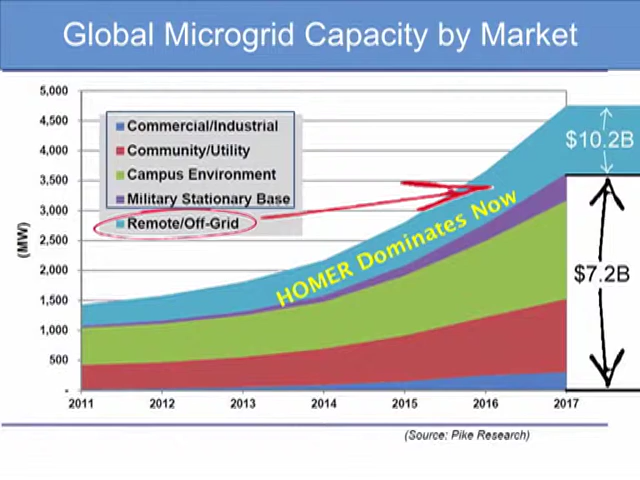 Global Microgrid Capacity by Market
5,000
4,500
4,000
3,500
3,000
2,500
2,000
1,500
1,000
500
-
(MW)
Commercial/Industrial
Community/Utility
Campus Environment
Military Stationary Base
Remote/Off-Grid
HOMER Dominates Now
$10.2B
$7.2B
2011 2012 2013 2014 2015 2016 2017
(Source: Pike Research)